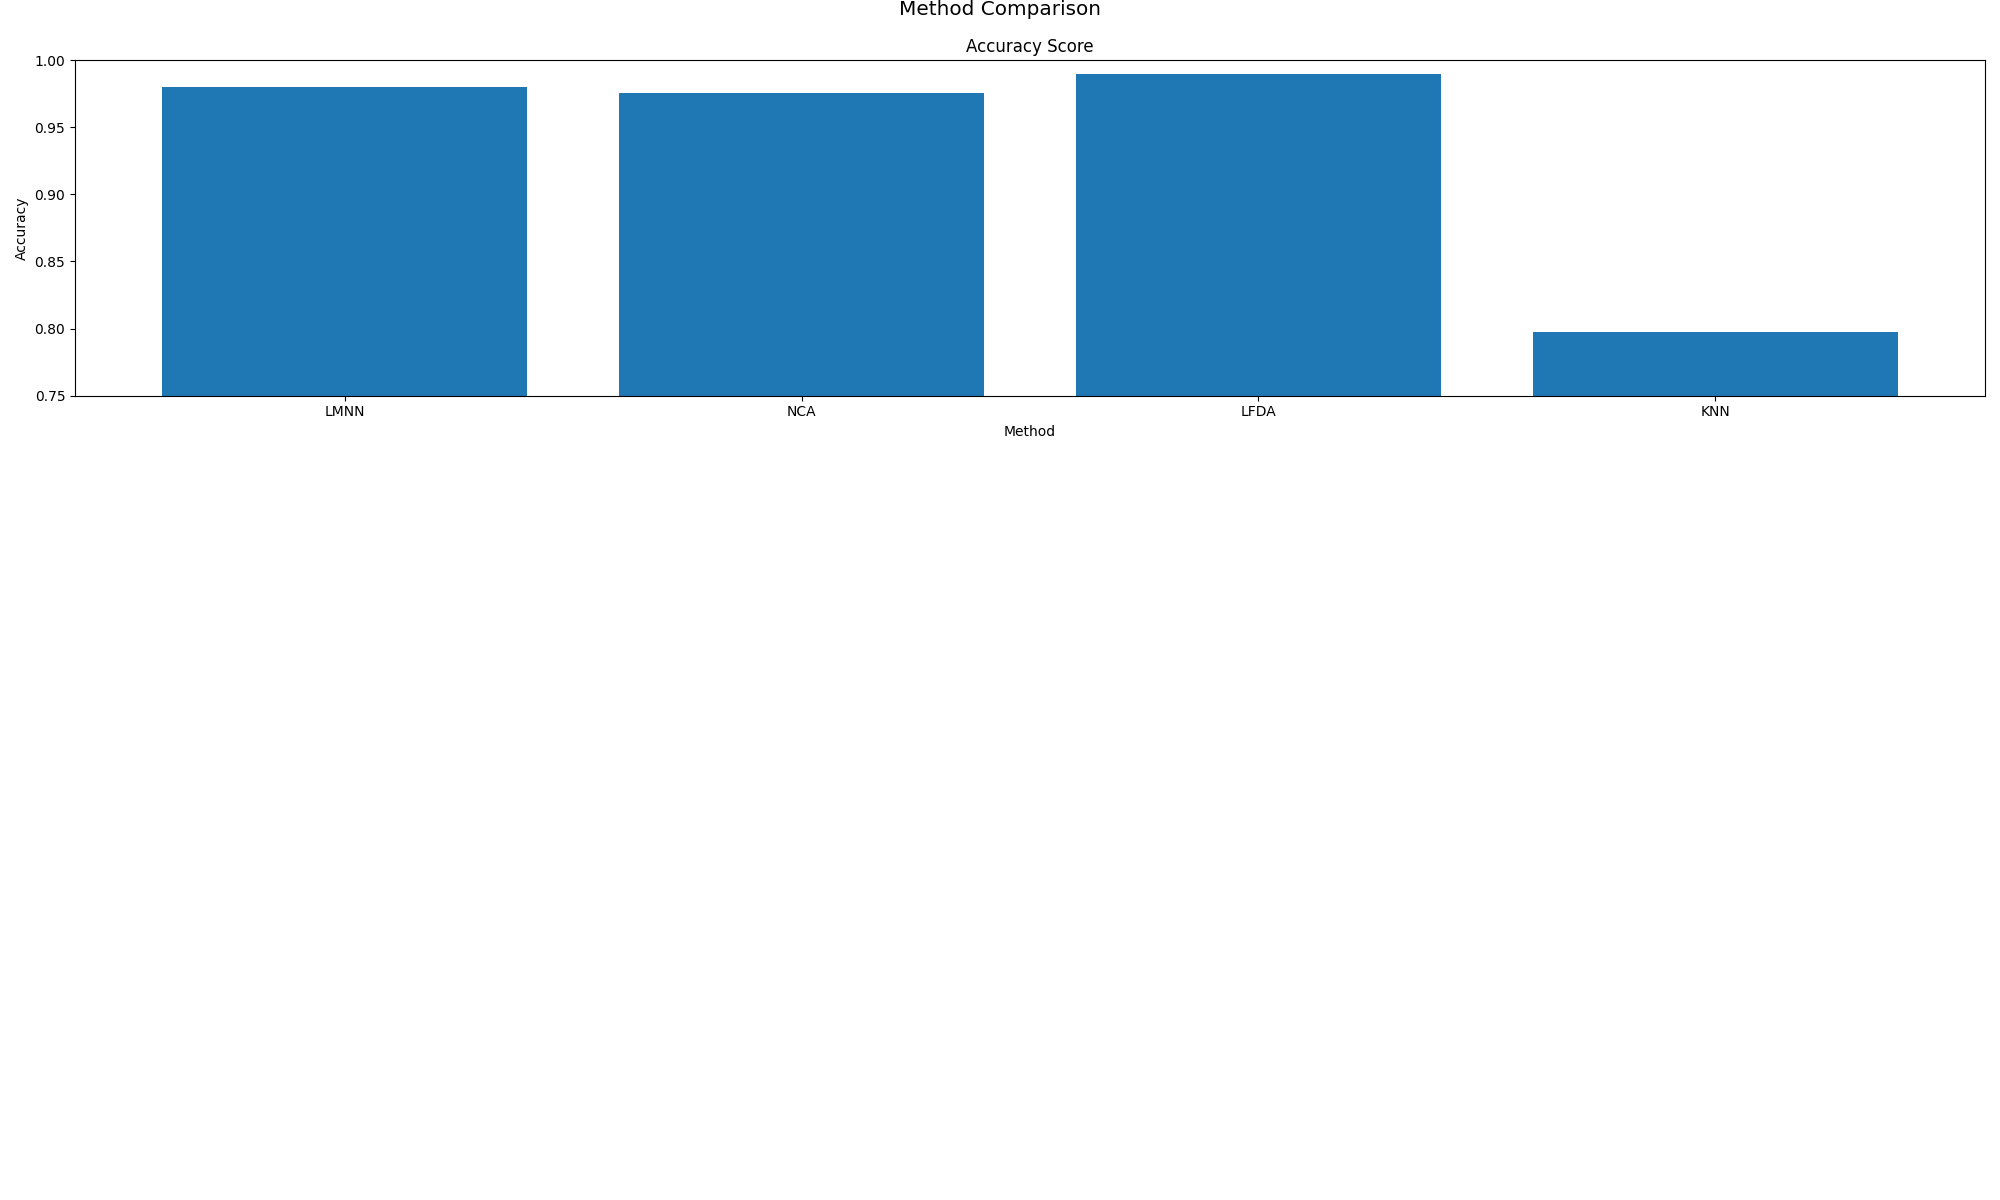 Method Comparison
Accuracy Score
1.00
0.95
0.90
0.85
0.80
0.75
Accuracy
LMNN NCA LFDA KNN
Method